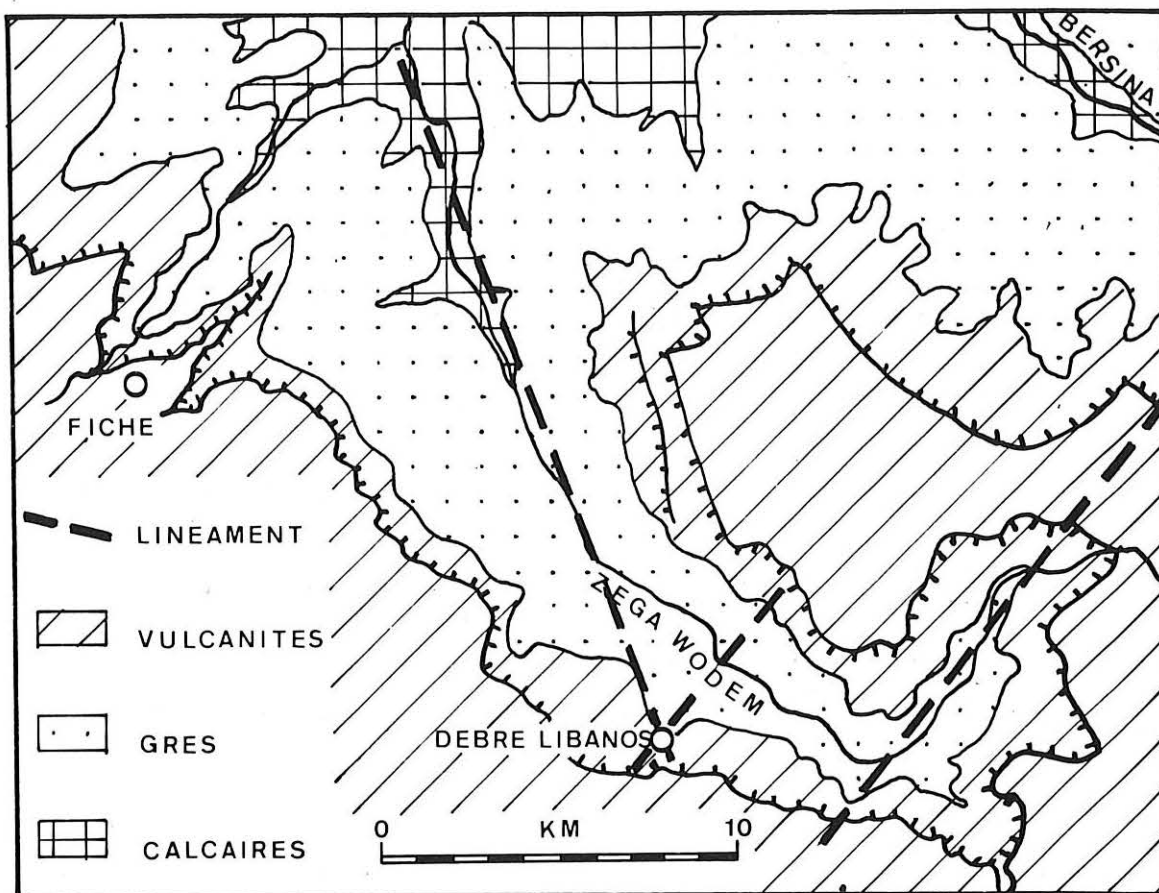 BERSINA
FICHE
LINEAMENT
ZEGA WODEM
VULCANITES
GRES
DEBRE LIBANOS
0 KM 10
CALCAIRES